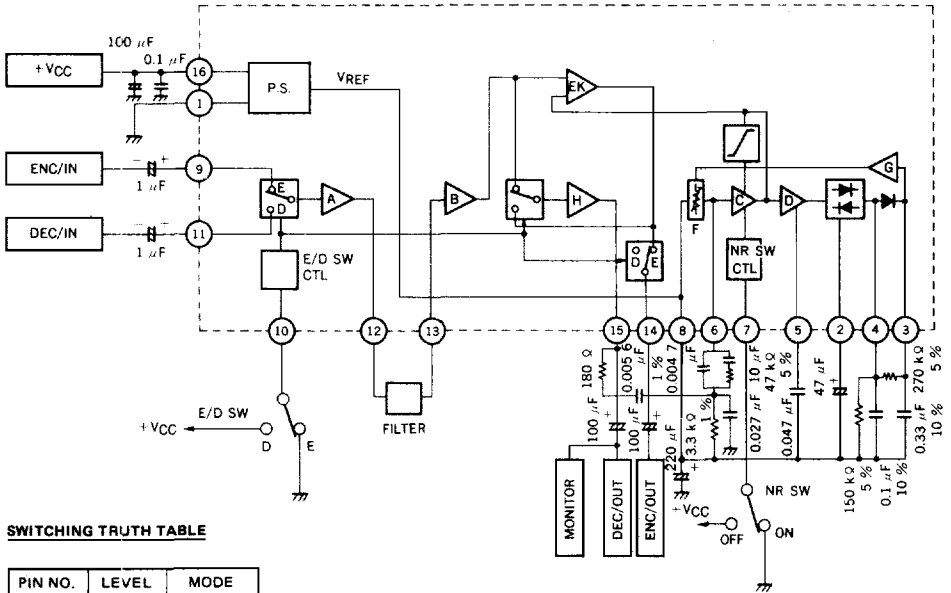 100 μF
0.1 μF
+VCC
16
P.S.
VREF
EK
1
ENC/IN
− +
1 μF
9
E
D
A
B
H
F
C
D
G
DEC/IN
+ −
1 μF
11
E/D SW
CTL
D E
NR SW
CTL
10
12
13
15
14
8
6
7
5
2
4
3
FILTER
E/D SW
+VCC
D
E
180 Ω
0.005 6
μF
1 %
0.004 7
μF
10 μF
47 kΩ
5 %
47 μF
+
270 kΩ
5 %
100 μF
+
100 μF
+
220 μF
+
3.3 kΩ
1 %
0.027 μF
0.047 μF
150 kΩ
5 %
0.1 μF
10 %
0.33 μF
10 %
MONITOR
DEC/OUT
ENC/OUT
+VCC
NR SW
OFF
ON
SWITCHING TRUTH TABLE
PIN NO. LEVEL MODE